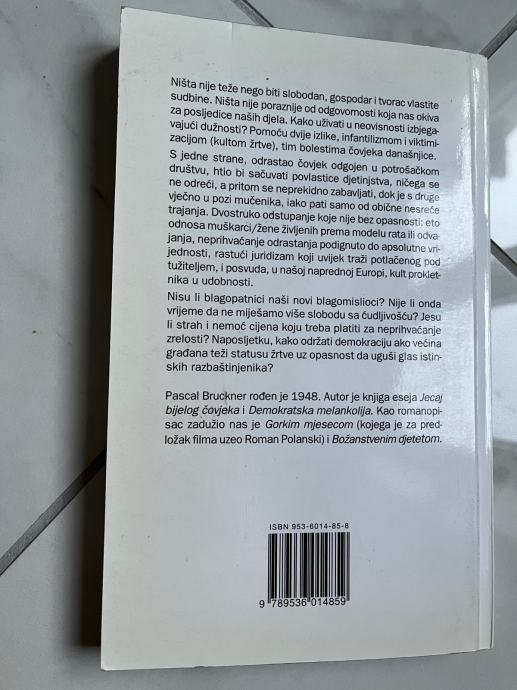 Ništa nije teže nego biti slobodan, gospodar i tvorac vlastite
sudbine. Ništa nije poraznije od odgovornosti koja nas okiva
za posljedice naših djela. Kako uživati u neovisnosti izbjega-
vajući dužnosti? Pomoću dvije izlike, infantilizmom i viktimi-
zacijom (kultom žrtve), tim bolestima čovjeka današnjice.
S jedne strane, odrastao čovjek odgojen u potrošačkom
društvu, htio bi sačuvati povlastice djetinjstva, ničega se
ne odreći, a pritom se neprekidno zabavljati, dok je s druge
vječno u pozi mučenika, iako pati samo od obične nesreće
trajanja. Dvostruko odstupanje koje nije bez opasnosti: eto
odnosa muškarci/žene življenih prema modelu rata ili odva-
janja, neprihvaćanje odrastanja podignuto do apsolutne vri-
jednosti, rastući juridizam koji uvijek traži potlačenog pod
tužiteljem, i posvuda, u našoj naprednoj Europi, kult proklet-
nika u udobnosti.
Nisu li blagopatnici naši novi blagomislioci? Nije li onda
vrijeme da ne miješamo više slobodu sa ćudljivošću? Jesu
li strah i nemoć cijena koju treba platiti za neprihvaćanje
zrelosti? Naposljetku, kako održati demokraciju ako većina
građana teži statusu žrtve uz opasnost da uguši glas istin-
skih razbaštinjenika?
Pascal Bruckner rođen je 1948. Autor je knjiga eseja Jecaj
bijelog čovjeka i Demokratska melankolija. Kao romanopi-
sac zadužio nas je Gorkim mjesecom (kojega je za pred-
ložak filma uzeo Roman Polanski) i Božanstvenim djetetom.
ISBN 953-6014-85-8
9 789536 014859